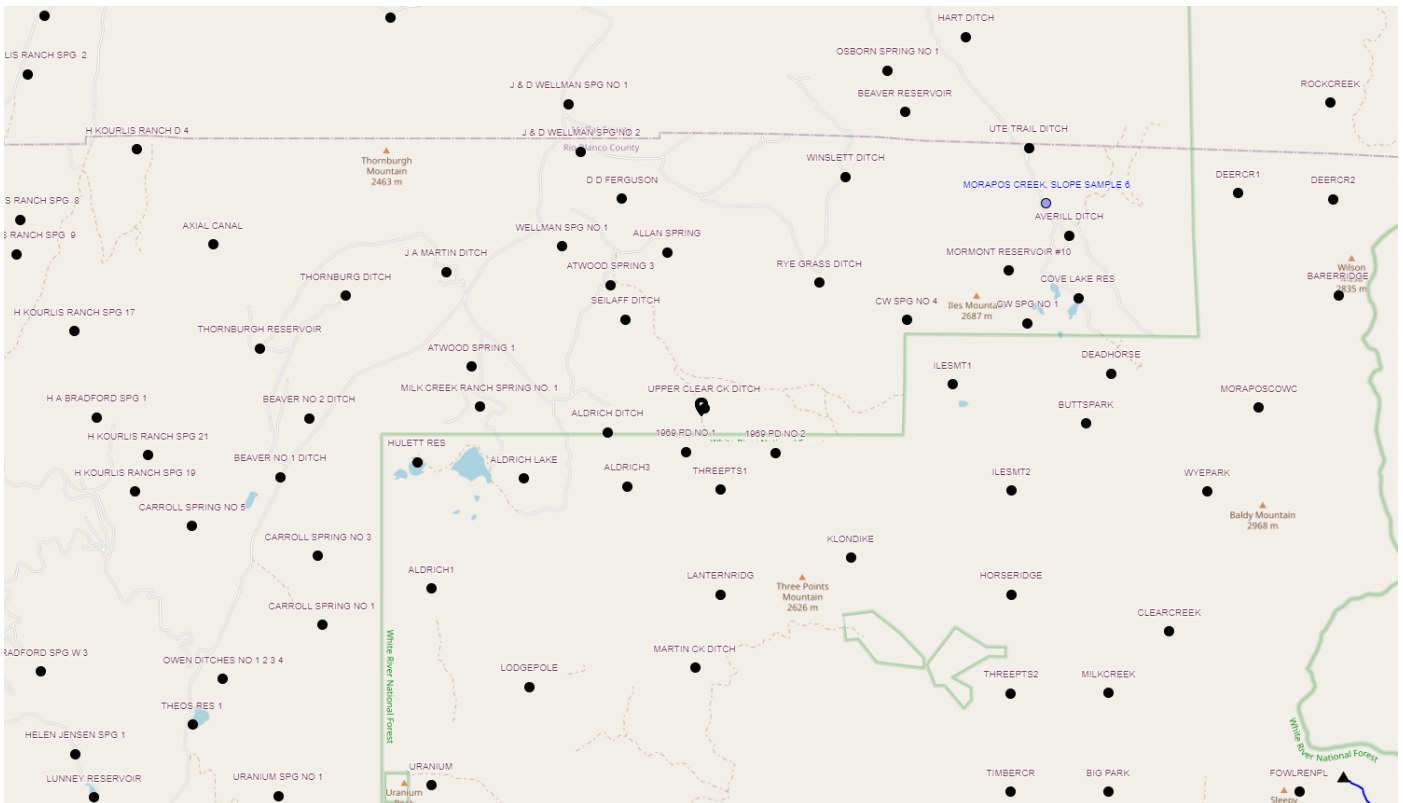 HART DITCH
LIS RANCH SPG 2
OSBORN SPRING NO 1
J & D WELLMAN SPG NO 1
BEAVER RESERVOIR
ROCKCREEK
H KOURLIS RANCH D 4
J & D WELLMAN SPG NO 2
Rio Blanco County
UTE TRAIL DITCH
Thornburgh
Mountain
2463 m
WINSLETT DITCH
D D FERGUSON
MORAPOS CREEK, SLOPE SAMPLE 6
DEERCR1
DEERCR2
S RANCH SPG 8
AXIAL CANAL
WELLMAN SPG NO 1
ALLAN SPRING
AVERILL DITCH
S RANCH SPG 9
J A MARTIN DITCH
ATWOOD SPRING 3
RYE GRASS DITCH
MORMONT RESERVOIR #10
Wilson
2835 m
BARERRIDGE
THORNBURG DITCH
SEILAFF DITCH
CW SPG NO 4
Iles Mounta
2687 m
CW SPG NO 1
COVE LAKE RES
H KOURLIS RANCH SPG 17
THORNBURGH RESERVOIR
ATWOOD SPRING 1
ILESMT1
DEADHORSE
H A BRADFORD SPG 1
BEAVER NO 2 DITCH
MILK CREEK RANCH SPRING NO. 1
UPPER CLEAR CK DITCH
BUTTSPARK
MORAPOSCOWC
ALDRICH DITCH
H KOURLIS RANCH SPG 21
HULETT RES
1969 PD NO 1
1969 PD NO 2
White River National Forest
BEAVER NO 1 DITCH
ALDRICH LAKE
ALDRICH3
THREEPTS1
ILESMT2
WYEPARK
H KOURLIS RANCH SPG 19
CARROLL SPRING NO 5
Baldy Mountain
2968 m
CARROLL SPRING NO 3
KLONDIKE
ALDRICH1
LANTERNRIDG
Three Points
Mountain
2626 m
HORSERIDGE
CARROLL SPRING NO 1
CLEARCREEK
White River National Forest
RADFORD SPG W 3
OWEN DITCHES NO 1 2 3 4
LODGEPOLE
MARTIN CK DITCH
THREEPTS2
MILKCREEK
THEOS RES 1
HELEN JENSEN SPG 1
White River National Forest
LUNNEY RESERVOIR
URANIUM SPG NO 1
URANIUM
Uranium
Peak
TIMBERCR
BIG PARK
FOWLRENPL
Sleepy